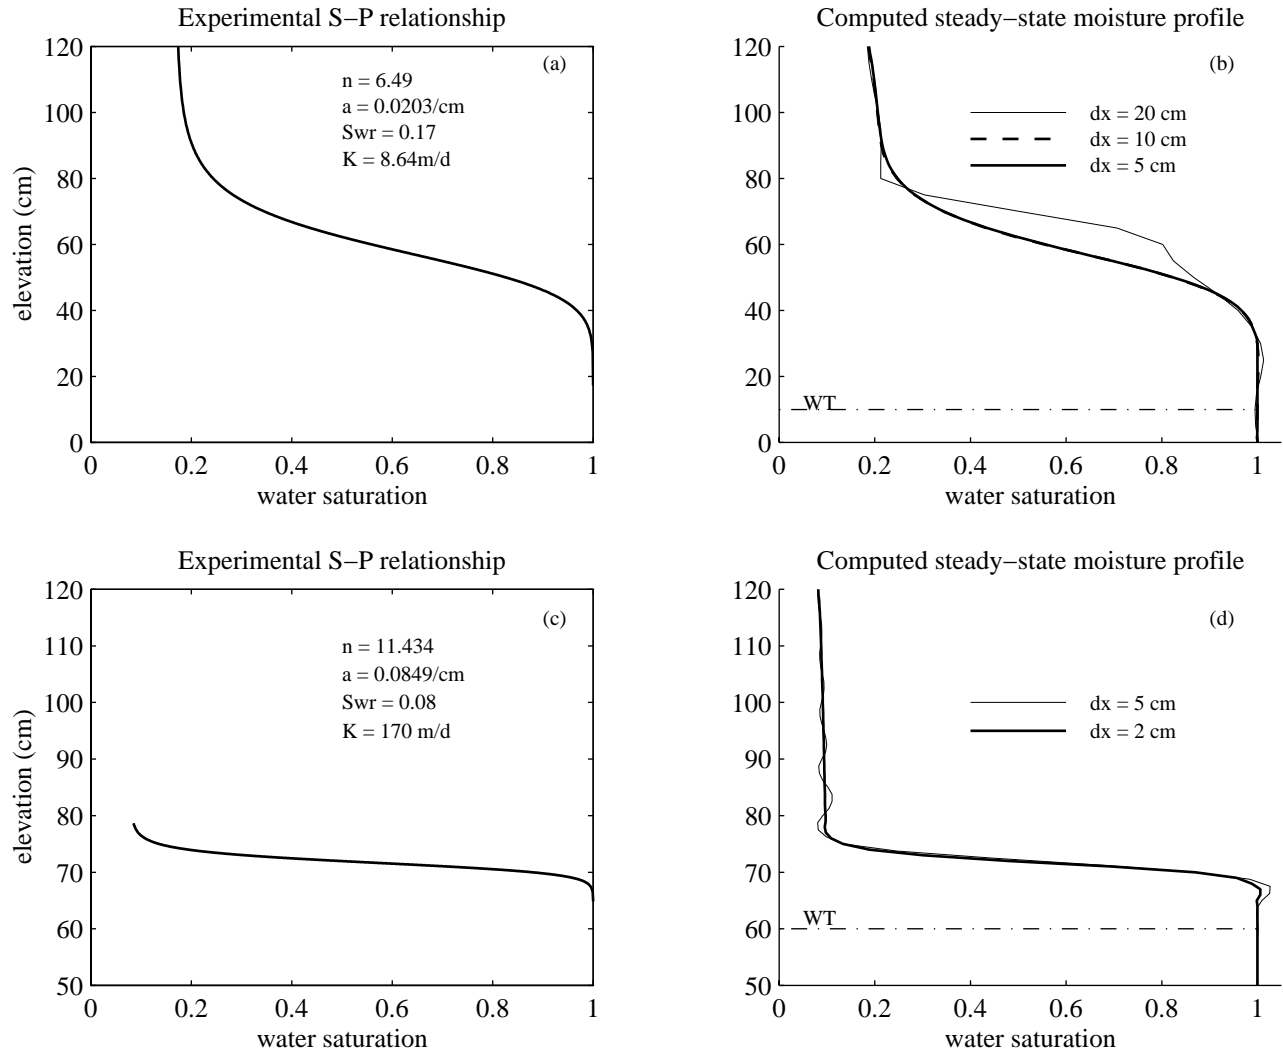 Experimental S−P relationship
120
100
80
60
40
20
0
0 0.2 0.4 0.6 0.8 1
water saturation
elevation (cm)
(a)
n = 6.49
a = 0.0203/cm
Swr = 0.17
K = 8.64m/d
Computed steady−state moisture profile
120
100
80
60
40
20
0
0 0.2 0.4 0.6 0.8 1
water saturation
(b)
dx = 20 cm
dx = 10 cm
dx = 5 cm
WT
Experimental S−P relationship
120
110
100
90
80
70
60
50
0 0.2 0.4 0.6 0.8 1
water saturation
elevation (cm)
(c)
n = 11.434
a = 0.0849/cm
Swr = 0.08
K = 170 m/d
Computed steady−state moisture profile
120
110
100
90
80
70
60
50
0 0.2 0.4 0.6 0.8 1
water saturation
(d)
dx = 5 cm
dx = 2 cm
WT